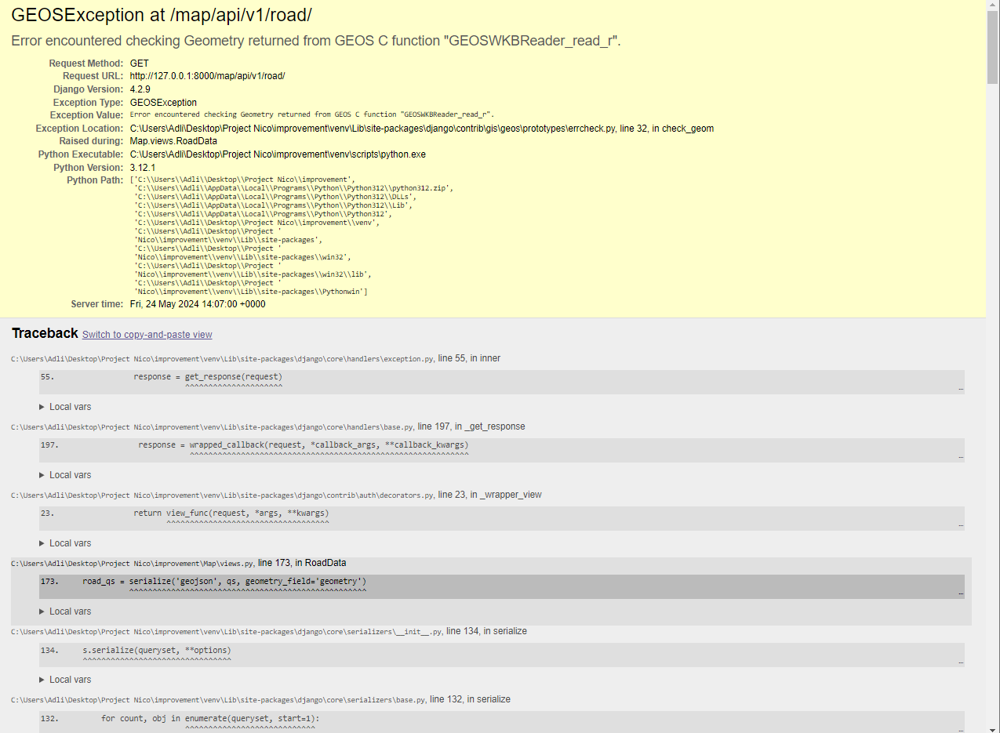 GEOSException at /map/api/v1/road/
Error encountered checking Geometry returned from GEOS C function "GEOSWKBReader_read_r".
Request Method: GET
Request URL: http://127.0.0.1:8000/map/api/v1/road/
Django Version: 4.2.9
Exception Type: GEOSException
Exception Value: Error encountered checking Geometry returned from GEOS C function "GEOSWKBReader_read_r".
Exception Location: C:\Users\Adli\Desktop\Project Nico\improvement\venv\Lib\site-packages\django\contrib\gis\geos\prototypes\errcheck.py, line 32, in check_geom
Raised during: Map.views.RoadData
Python Executable: C:\Users\Adli\Desktop\Project Nico\improvement\venv\scripts\python.exe
Python Version: 3.12.1
Python Path: ['C:\\Users\\Adli\\Desktop\\Project Nico\\improvement',
'C:\\Users\\Adli\\AppData\\Local\\Programs\\Python\\Python312\\python312.zip',
'C:\\Users\\Adli\\AppData\\Local\\Programs\\Python\\Python312\\DLLs',
'C:\\Users\\Adli\\AppData\\Local\\Programs\\Python\\Python312\\Lib',
'C:\\Users\\Adli\\AppData\\Local\\Programs\\Python\\Python312',
'C:\\Users\\Adli\\Desktop\\Project Nico\\improvement\\venv',
'C:\\Users\\Adli\\Desktop\\Project '
'Nico\\improvement\\venv\\Lib\\site-packages',
'C:\\Users\\Adli\\Desktop\\Project '
'Nico\\improvement\\venv\\Lib\\site-packages\\win32',
'C:\\Users\\Adli\\Desktop\\Project '
'Nico\\improvement\\venv\\Lib\\site-packages\\win32\\lib',
'C:\\Users\\Adli\\Desktop\\Project '
'Nico\\improvement\\venv\\Lib\\site-packages\\Pythonwin']
Server time: Fri, 24 May 2024 14:07:00 +0000
Traceback Switch to copy-and-paste view
C:\Users\Adli\Desktop\Project Nico\improvement\venv\Lib\site-packages\django\core\handlers\exception.py, line 55, in inner
55. response = get_response(request)
^^^^^^^^^^^^^^^^^^^^^ …
▶ Local vars
C:\Users\Adli\Desktop\Project Nico\improvement\venv\Lib\site-packages\django\core\handlers\base.py, line 197, in _get_response
197. response = wrapped_callback(request, *callback_args, **callback_kwargs)
^^^^^^^^^^^^^^^^^^^^^^^^^^^^^^^^^^^^^^^^^^^^^^^^^^^^^^^^^^^^ …
▶ Local vars
C:\Users\Adli\Desktop\Project Nico\improvement\venv\Lib\site-packages\django\contrib\auth\decorators.py, line 23, in _wrapper_view
23. return view_func(request, *args, **kwargs)
^^^^^^^^^^^^^^^^^^^^^^^^^^^^^^^^^^^ …
▶ Local vars
C:\Users\Adli\Desktop\Project Nico\improvement\Map\views.py, line 173, in RoadData
173. road_qs = serialize('geojson', qs, geometry_field='geometry')
^^^^^^^^^^^^^^^^^^^^^^^^^^^^^^^^^^^^^^^^^^^^^^^^^^^ …
▶ Local vars
C:\Users\Adli\Desktop\Project Nico\improvement\venv\Lib\site-packages\django\core\serializers\__init__.py, line 134, in serialize
134. s.serialize(queryset, **options)
^^^^^^^^^^^^^^^^^^^^^^^^^^^^^^^^ …
▶ Local vars
C:\Users\Adli\Desktop\Project Nico\improvement\venv\Lib\site-packages\django\core\serializers\base.py, line 132, in serialize
132. for count, obj in enumerate(queryset, start=1):
^^^^^^^^^^^^^^^^^^^^^^^^^^^^ …